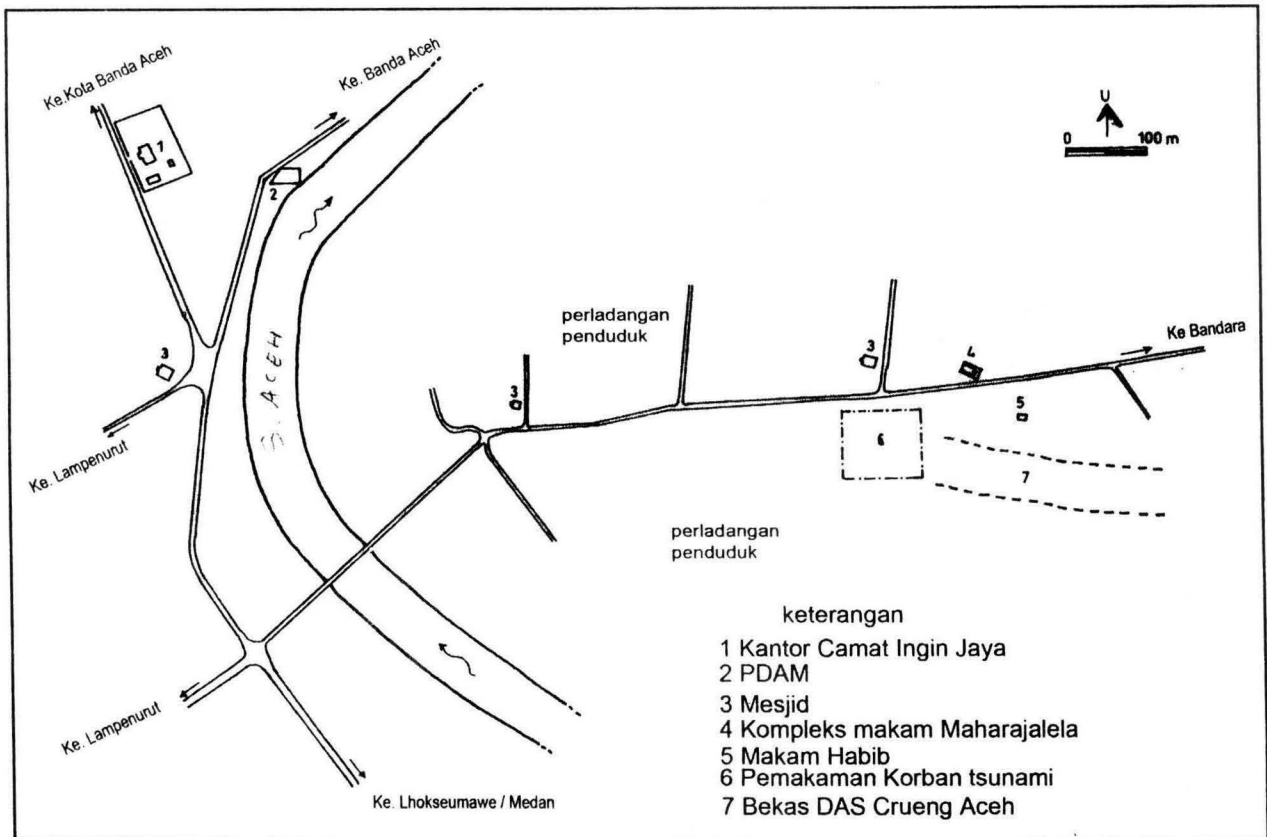 Ke.Kota Banda Aceh
Ke. Banda Aceh
U
0 100 m
1
2
perladangan
penduduk
3
4
Ke Bandara
3
S. ACEH
3
5
6
Ke. Lampenurut
7
perladangan
penduduk
Ke. Lampenurut
Ke. Lhokseumawe / Medan
keterangan
1 Kantor Camat Ingin Jaya
2 PDAM
3 Mesjid
4 Kompleks makam Maharajalela
5 Makam Habib
6 Pemakaman Korban tsunami
7 Bekas DAS Crueng Aceh